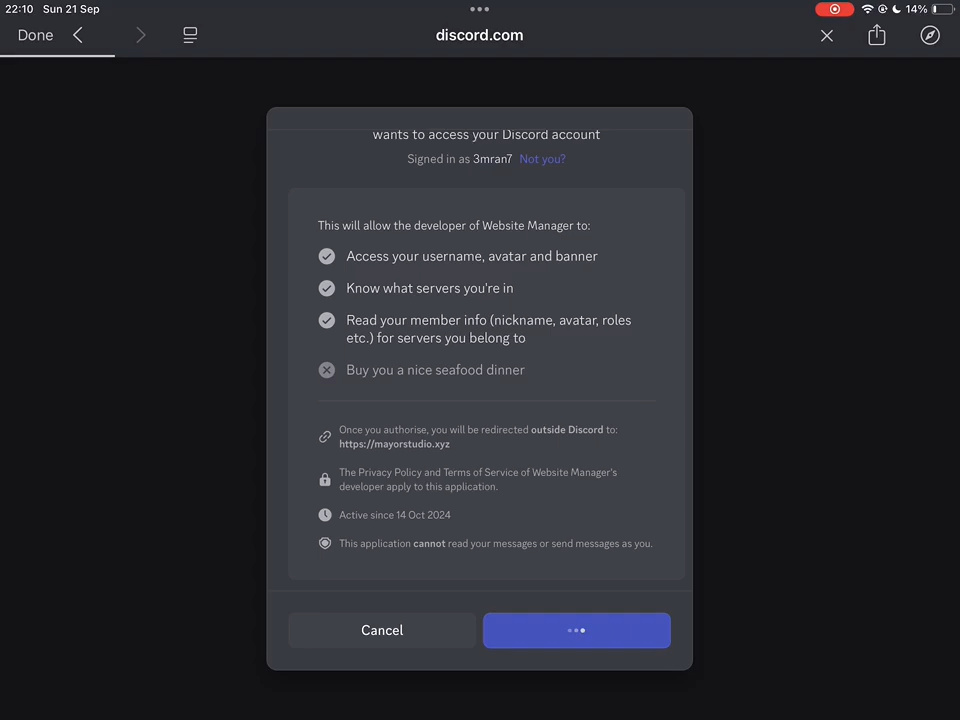 22:10 Sun 21 Sep
14%
Done
discord.com
wants to access your Discord account
Signed in as 3mran7 Not you?
This will allow the developer of Website Manager to:
Access your username, avatar and banner
Know what servers you're in
Read your member info (nickname, avatar, roles
etc.) for servers you belong to
Buy you a nice seafood dinner
Once you authorise, you will be redirected outside Discord to:
https://mayorstudio.xyz
The Privacy Policy and Terms of Service of Website Manager's
developer apply to this application.
Active since 14 Oct 2024
This application cannot read your messages or send messages as you.
Cancel